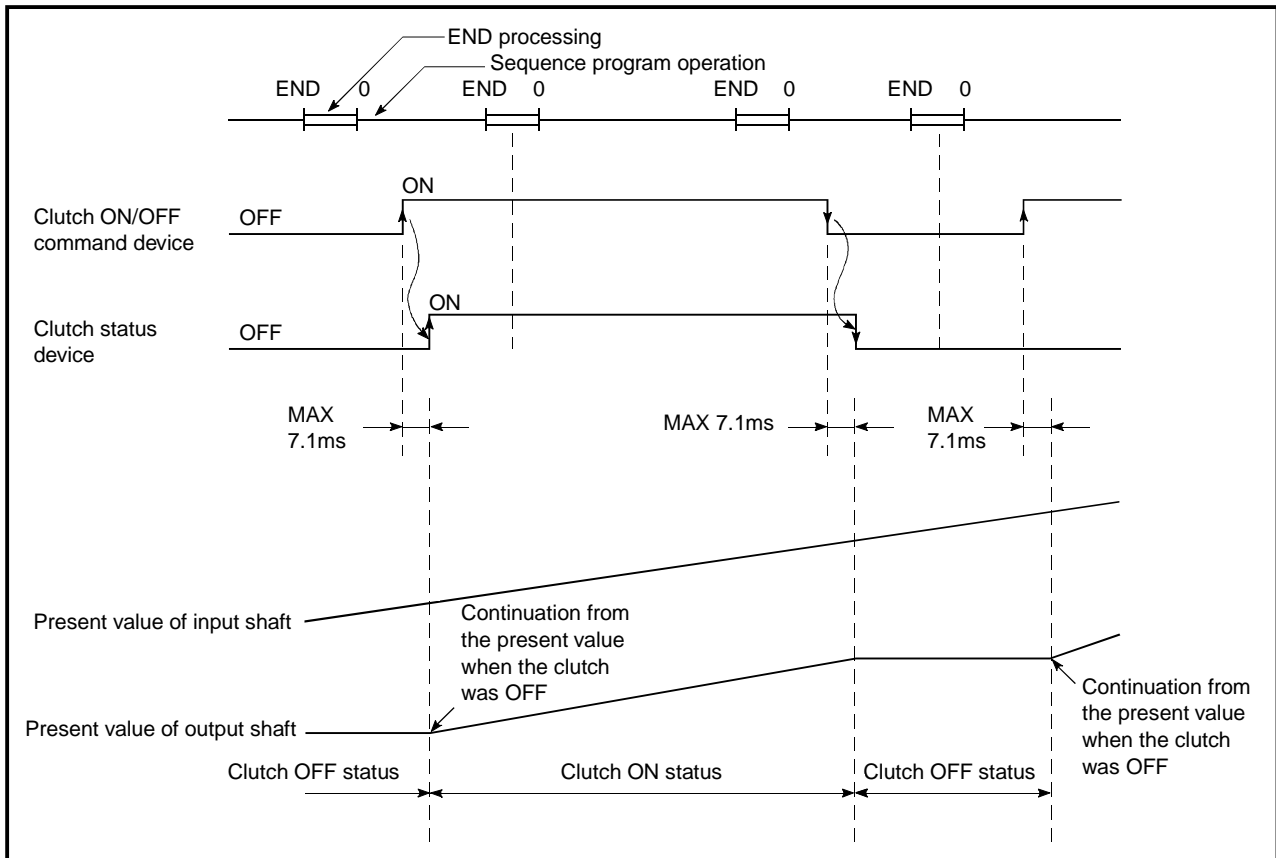 END processing
Sequence program operation
END 0 END 0 END 0 END 0
ON
Clutch ON/OFF
command device
OFF
ON
Clutch status
device
OFF
MAX
7.1ms
MAX 7.1ms
MAX
7.1ms
Present value of input shaft
Continuation from
the present value
when the clutch
was OFF
Continuation from
the present value
when the clutch
was OFF
Present value of output shaft
Clutch OFF status
Clutch ON status
Clutch OFF status